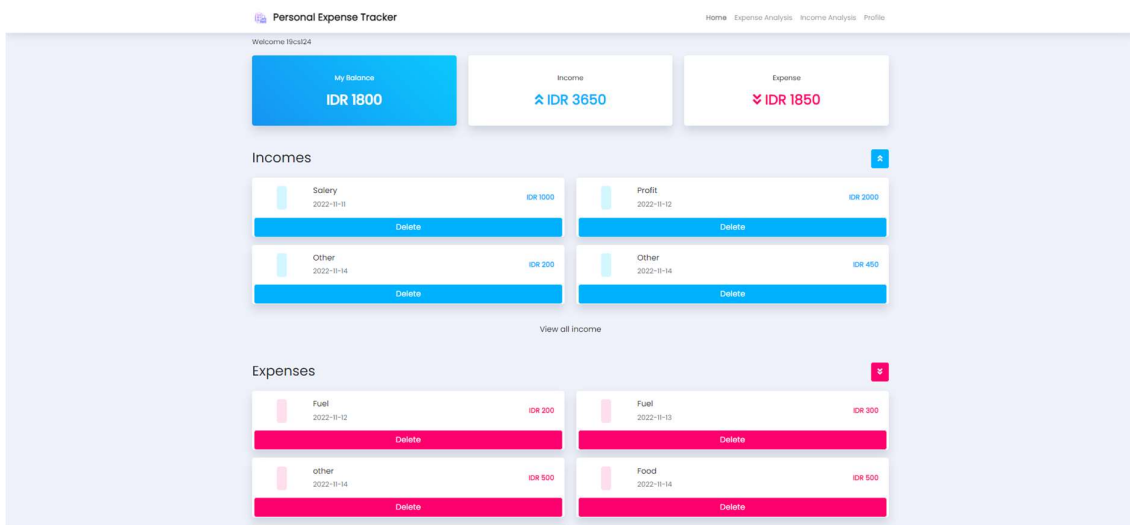 Personal Expense Tracker
Home Expense Analysis Income Analysis Profile
Welcome 19csl24
My Balance
IDR 1800
Income
IDR 3650
Expense
IDR 1850
Incomes
Salery
2022-11-11
IDR 1000
Delete
Profit
2022-11-12
IDR 2000
Delete
Other
2022-11-14
IDR 200
Delete
Other
2022-11-14
IDR 450
Delete
View all income
Expenses
Fuel
2022-11-12
IDR 200
Delete
Fuel
2022-11-13
IDR 300
Delete
other
2022-11-14
IDR 500
Delete
Food
2022-11-14
IDR 500
Delete